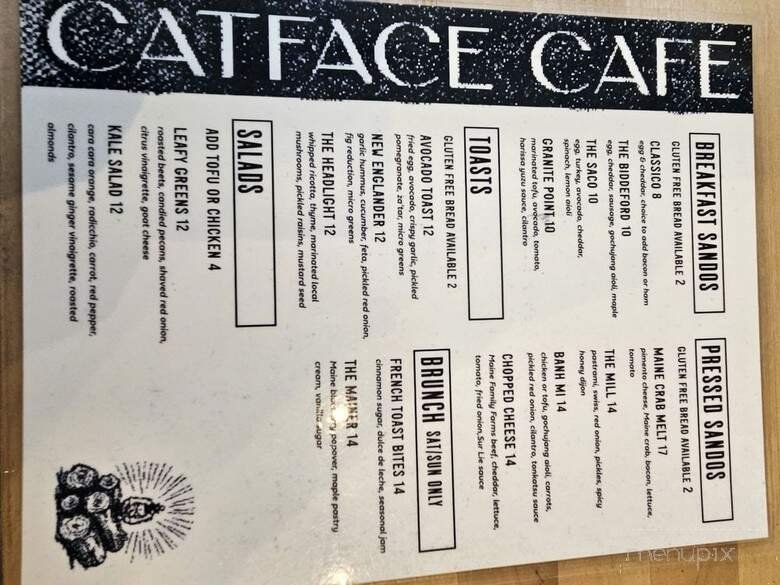 CATFACE CAFE
BREAKFAST SANDOS
GLUTEN FREE BREAD AVAILABLE 2
CLASSCO 8
egg & cheddar, choice to add bacon or ham
THE BIDDEFORD 10
egg, cheddar, sausage, gochujang aioli, maple
THE SACO 10
egg, turkey, avocado, cheddar,
spinach, lemon aioli
GRANITE POINT 10
marinated tofu, avocado, tomato,
harissa yuzu sauce, cilantro
TOASTS
GLUTEN FREE BREAD AVAILABLE 2
AVOCADO TOAST 12
fried egg, avocado, crispy garlic, pickled
pomegranate, za'tar, micro greens
NEW ENGLANDER 12
garlic hummus, cucumber, feta, pickled red onion,
fig reduction, micro greens
THE HEADLIGHT 12
whipped ricotta, thyme, marinated local
mushrooms, pickled raisins, mustard seed
SALADS
ADD TOFU OR CHICKEN 4
LEAFY GREENS 12
roasted beets, candied pecans, shaved red onion,
citrus vinaigrette, goat cheese
KALE SALAD 12
cara cara orange, radicchio, carrot, red pepper,
cilantro, sesame ginger vinaigrette, roasted
almonds
PRESSED SANDOS
GLUTEN FREE BREAD AVAILABLE 2
MAINE CRAB MELT 17
pimento cheese, Maine crab, bacon, lettuce,
tomato
THE MILL 14
pastrami, swiss, red onion, pickles, spicy
honey dijon
BANH MI 14
chicken or tofu, gochujang aioli, carrots,
pickled red onion, cilantro, tonkatsu sauce
CHOPPED CHEESE 14
Maine Family Farms beef, cheddar, lettuce,
tomato, fried onion,Sur Lie sauce
BRUNCH SAT/SUN ONLY
FRENCH TOAST BITES 14
cinnamon sugar, dulce de leche, seasonal jam
THE MAINER 14
Maine blueberry popover, maple pastry
cream, vanilla sugar
menupix